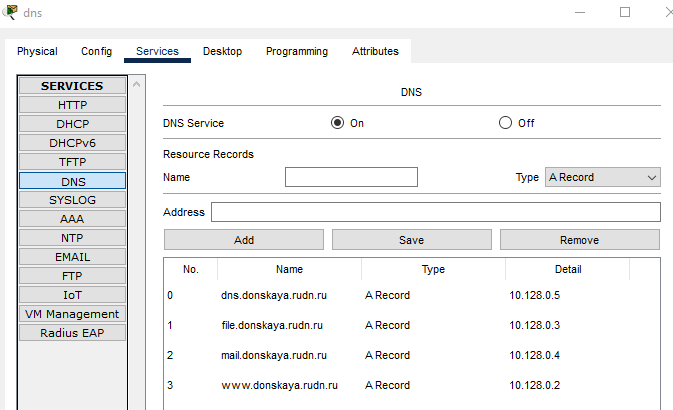 dns
Physical Config Services Desktop Programming Attributes
SERVICES
HTTP
DHCP
DHCPv6
TFTP
DNS
SYSLOG
AAA
NTP
EMAIL
FTP
IoT
VM Management
Radius EAP
DNS
DNS Service On Off
Resource Records
Name Type A Record
Address
Add Save Remove
No. Name Type Detail
0 dns.donskaya.rudn.ru A Record 10.128.0.5
1 file.donskaya.rudn.ru A Record 10.128.0.3
2 mail.donskaya.rudn.ru A Record 10.128.0.4
3 www.donskaya.rudn.ru A Record 10.128.0.2